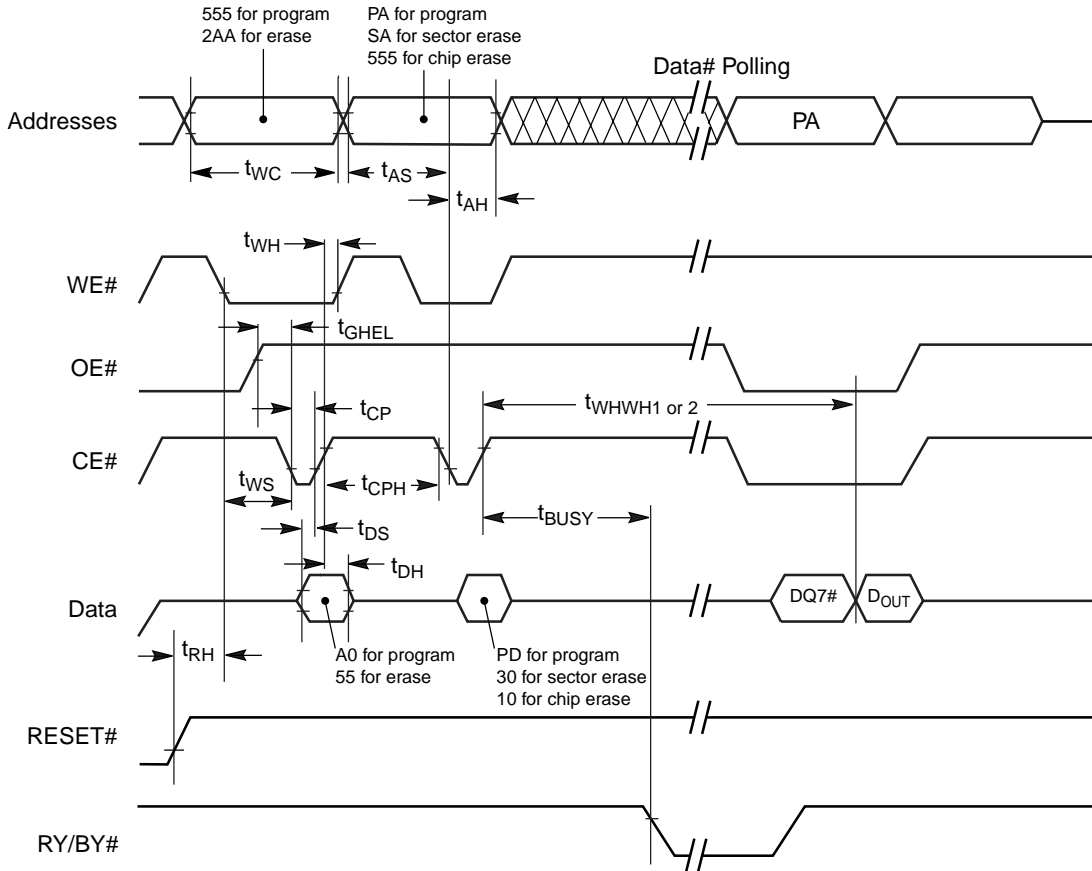 555 for program
2AA for erase
PA for program
SA for sector erase
555 for chip erase
Data# Polling
Addresses
PA
tWC
tAS
tAH
tWH
WE#
tGHEL
OE#
tCP
tWHWH1 or 2
CE#
tWS
tCPH
tDS
tBUSY
tDH
Data
DQ7#
DOUT
tRH
A0 for program
55 for erase
PD for program
30 for sector erase
10 for chip erase
RESET#
RY/BY#